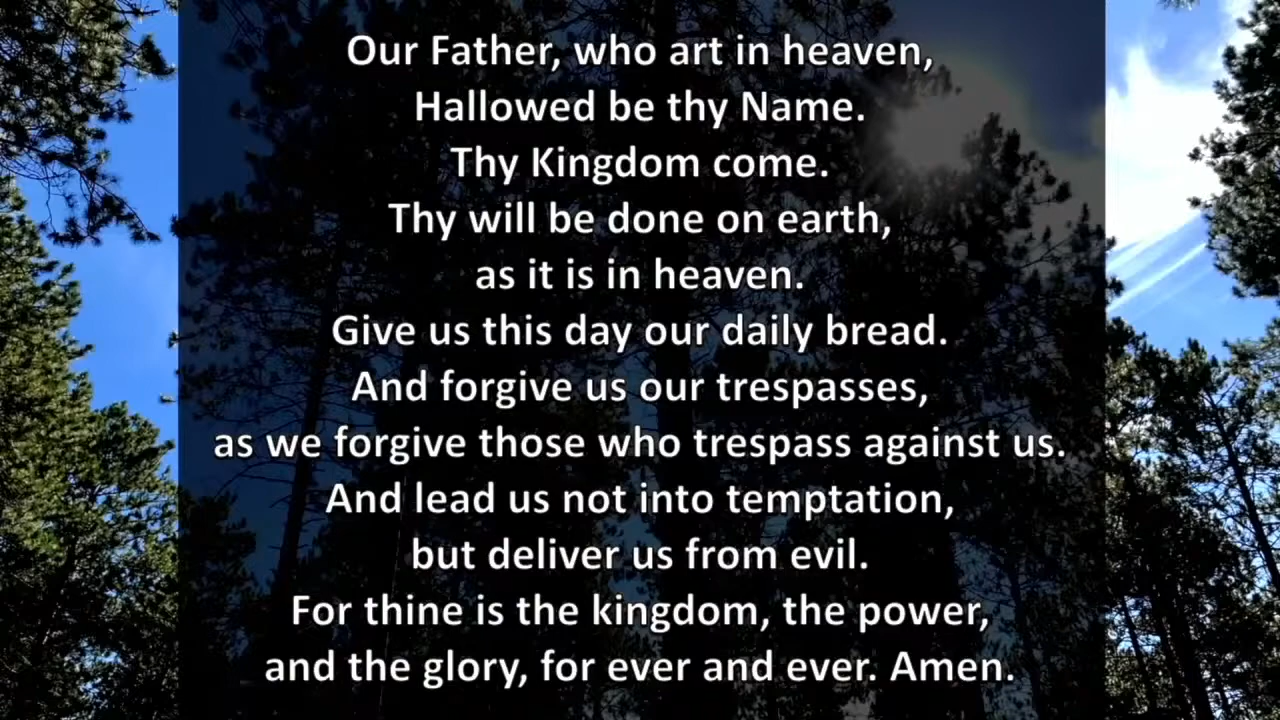 Our Father, who art in heaven,
Hallowed be thy Name.
Thy Kingdom come.
Thy will be done on earth,
as it is in heaven.
Give us this day our daily bread.
And forgive us our trespasses,
as we forgive those who trespass against us.
And lead us not into temptation,
but deliver us from evil.
For thine is the kingdom, the power,
and the glory, for ever and ever. Amen.